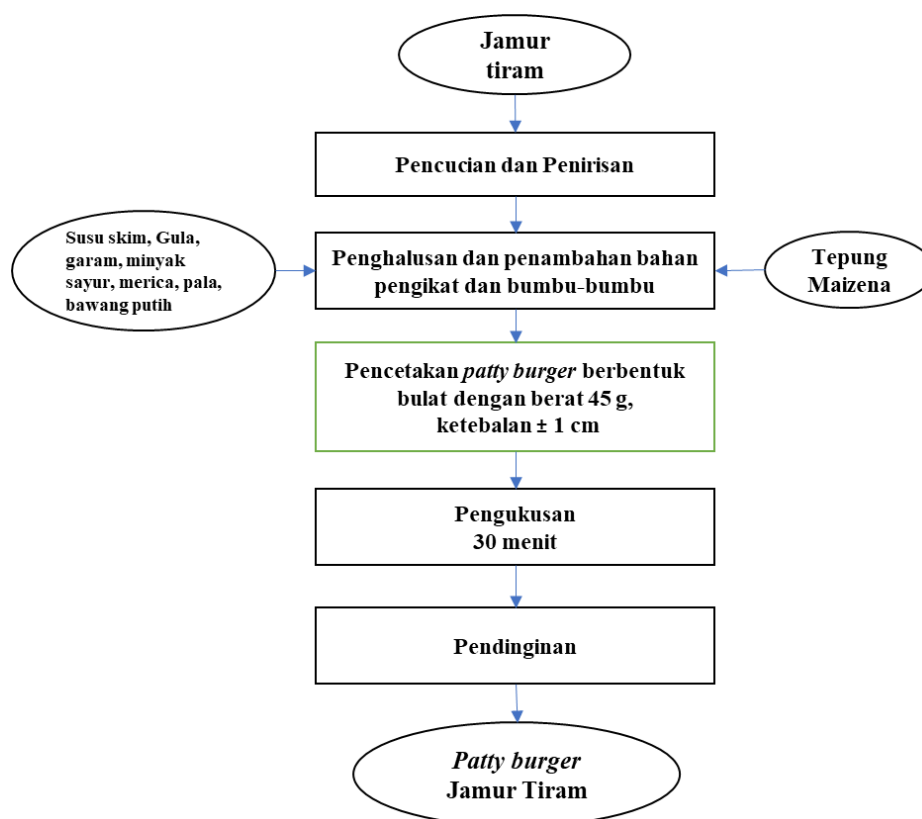 Jamur
tiram
Pencucian dan Penirisan
Susu skim, Gula,
garam, minyak
sayur, merica, pala,
bawang putih
Penghalusan dan penambahan bahan
pengikat dan bumbu-bumbu
Tepung
Maizena
Pencetakan patty burger berbentuk
bulat dengan berat 45 g,
ketebalan ± 1 cm
Pengukusan
30 menit
Pendinginan
Patty burger
Jamur Tiram